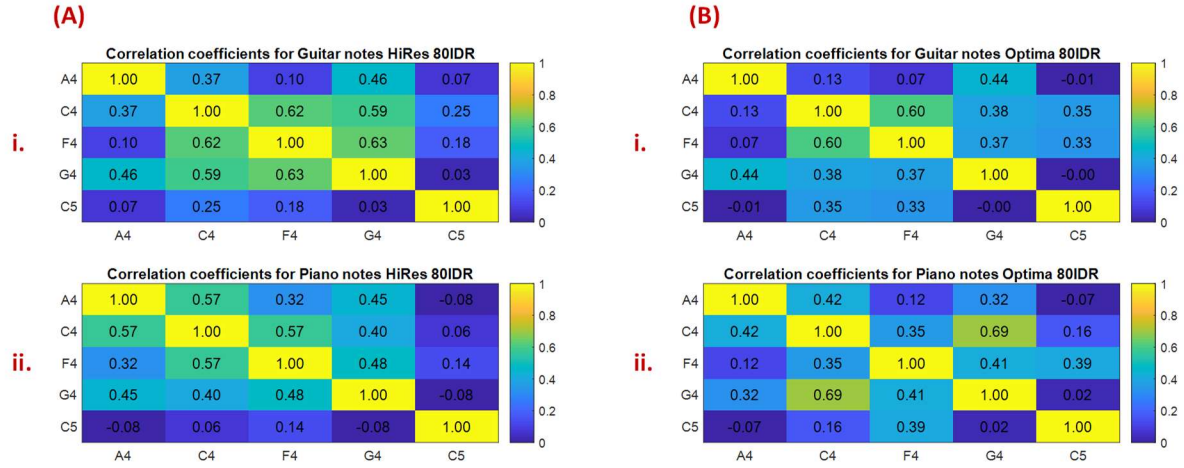 (A)
Correlation coefficients for Guitar notes HiRes 80IDR
i.
A4 1.00 0.37 0.10 0.46 0.07
C4 0.37 1.00 0.62 0.59 0.25
F4 0.10 0.62 1.00 0.63 0.18
G4 0.46 0.59 0.63 1.00 0.03
C5 0.07 0.25 0.18 0.03 1.00
A4 C4 F4 G4 C5
1
0.8
0.6
0.4
0.2
0
Correlation coefficients for Piano notes HiRes 80IDR
ii.
A4 1.00 0.57 0.32 0.45 -0.08
C4 0.57 1.00 0.57 0.40 0.06
F4 0.32 0.57 1.00 0.48 0.14
G4 0.45 0.40 0.48 1.00 -0.08
C5 -0.08 0.06 0.14 -0.08 1.00
A4 C4 F4 G4 C5
1
0.8
0.6
0.4
0.2
0
(B)
Correlation coefficients for Guitar notes Optima 80IDR
i.
A4 1.00 0.13 0.07 0.44 -0.01
C4 0.13 1.00 0.60 0.38 0.35
F4 0.07 0.60 1.00 0.37 0.33
G4 0.44 0.38 0.37 1.00 -0.00
C5 -0.01 0.35 0.33 -0.00 1.00
A4 C4 F4 G4 C5
1
0.8
0.6
0.4
0.2
0
Correlation coefficients for Piano notes Optima 80IDR
ii.
A4 1.00 0.42 0.12 0.32 -0.07
C4 0.42 1.00 0.35 0.69 0.16
F4 0.12 0.35 1.00 0.41 0.39
G4 0.32 0.69 0.41 1.00 0.02
C5 -0.07 0.16 0.39 0.02 1.00
A4 C4 F4 G4 C5
1
0.8
0.6
0.4
0.2
0